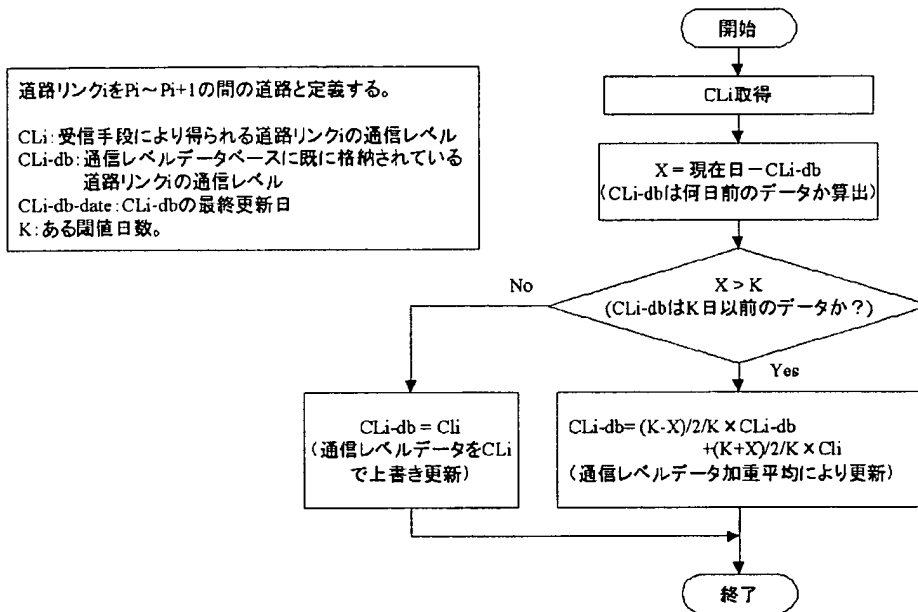 開始
道路リンクiをPi～Pi+1の間の道路と定義する。
CLi：受信手段により得られる道路リンクiの通信レベル
CLi-db：通信レベルデータベースに既に格納されている
道路リンクiの通信レベル
CLi-db-date：CLi-dbの最終更新日
K：ある閾値日数。
CLi取得
X = 現在日－CLi-db
(CLi-dbは何日前のデータか算出)
X > K
(CLi-dbはK日以前のデータか？)
No
Yes
CLi-db = Cli
(通信レベルデータをCLi
で上書き更新)
CLi-db= (K-X)/2/K×CLi-db
+(K+X)/2/K×Cli
(通信レベルデータ加重平均により更新)
終了